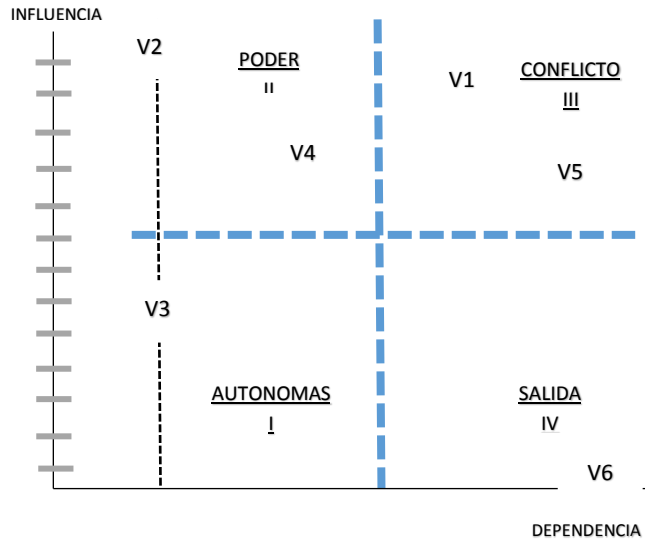 INFLUENCIA
V2
PODER
II
V1
CONFLICTO
III
V4
V5
V3
AUTONOMAS
I
SALIDA
IV
V6
DEPENDENCIA